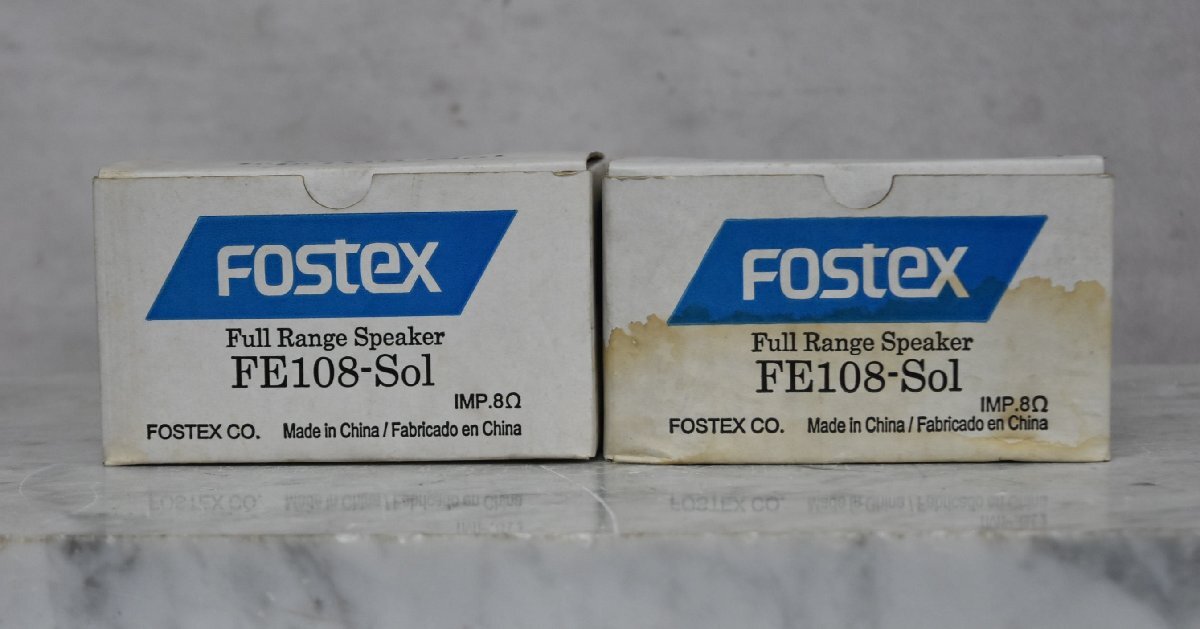 Fostex
Full Range Speaker
FE108-Sol
IMP.8Ω
FOSTEX CO. Made in China / Fabricado en China
Fostex
Full Range Speaker
FE108-Sol
IMP.8Ω
FOSTEX CO. Made in China / Fabricado en China